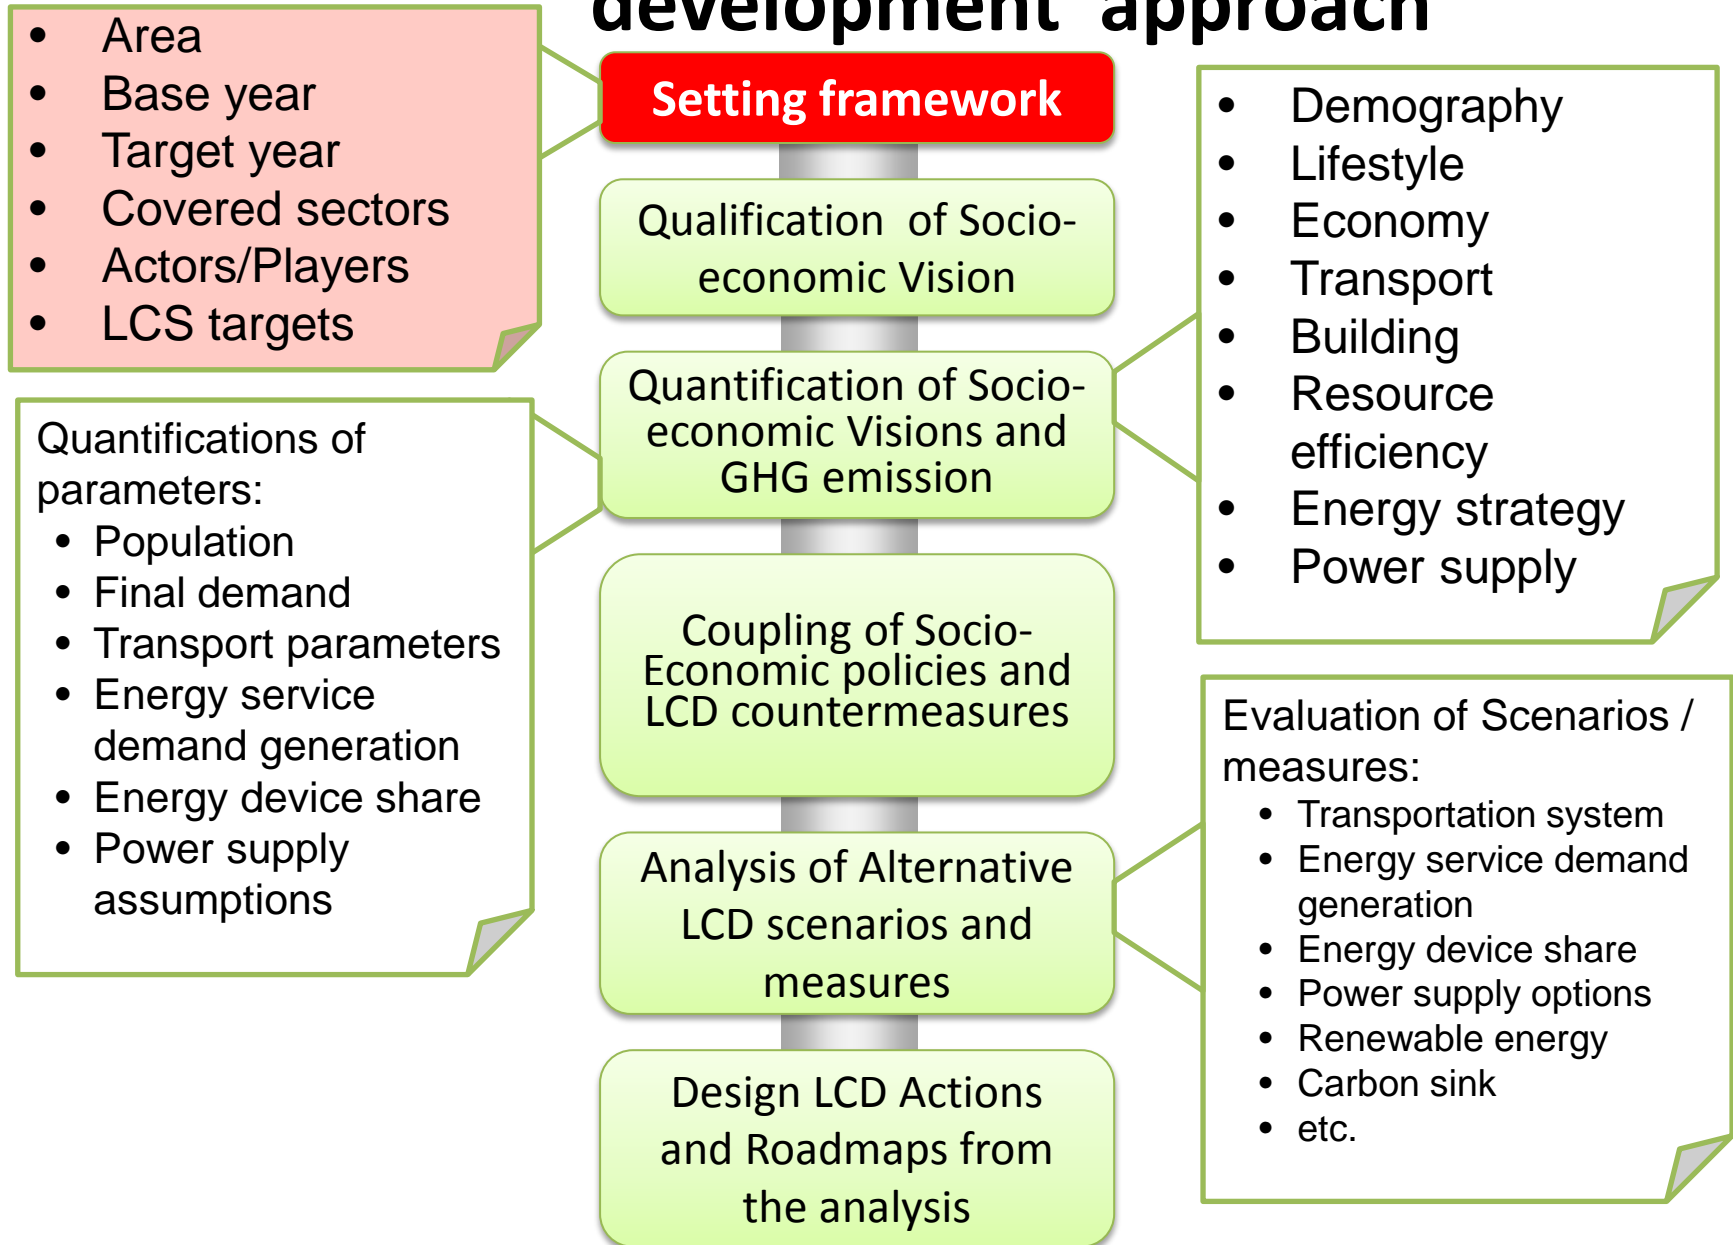 development approach
• Area
• Base year
• Target year
• Covered sectors
• Actors/Players
• LCS targets
Setting framework
Qualification of Socio-
economic Vision
Quantification of Socio-
economic Visions and
GHG emission
Coupling of Socio-
Economic policies and
LCD countermeasures
Analysis of Alternative
LCD scenarios and
measures
Design LCD Actions
and Roadmaps from
the analysis
• Demography
• Lifestyle
• Economy
• Transport
• Building
• Resource
efficiency
• Energy strategy
• Power supply
Quantifications of
parameters:
• Population
• Final demand
• Transport parameters
• Energy service
demand generation
• Energy device share
• Power supply
assumptions
Evaluation of Scenarios /
measures:
• Transportation system
• Energy service demand
generation
• Energy device share
• Power supply options
• Renewable energy
• Carbon sink
• etc.